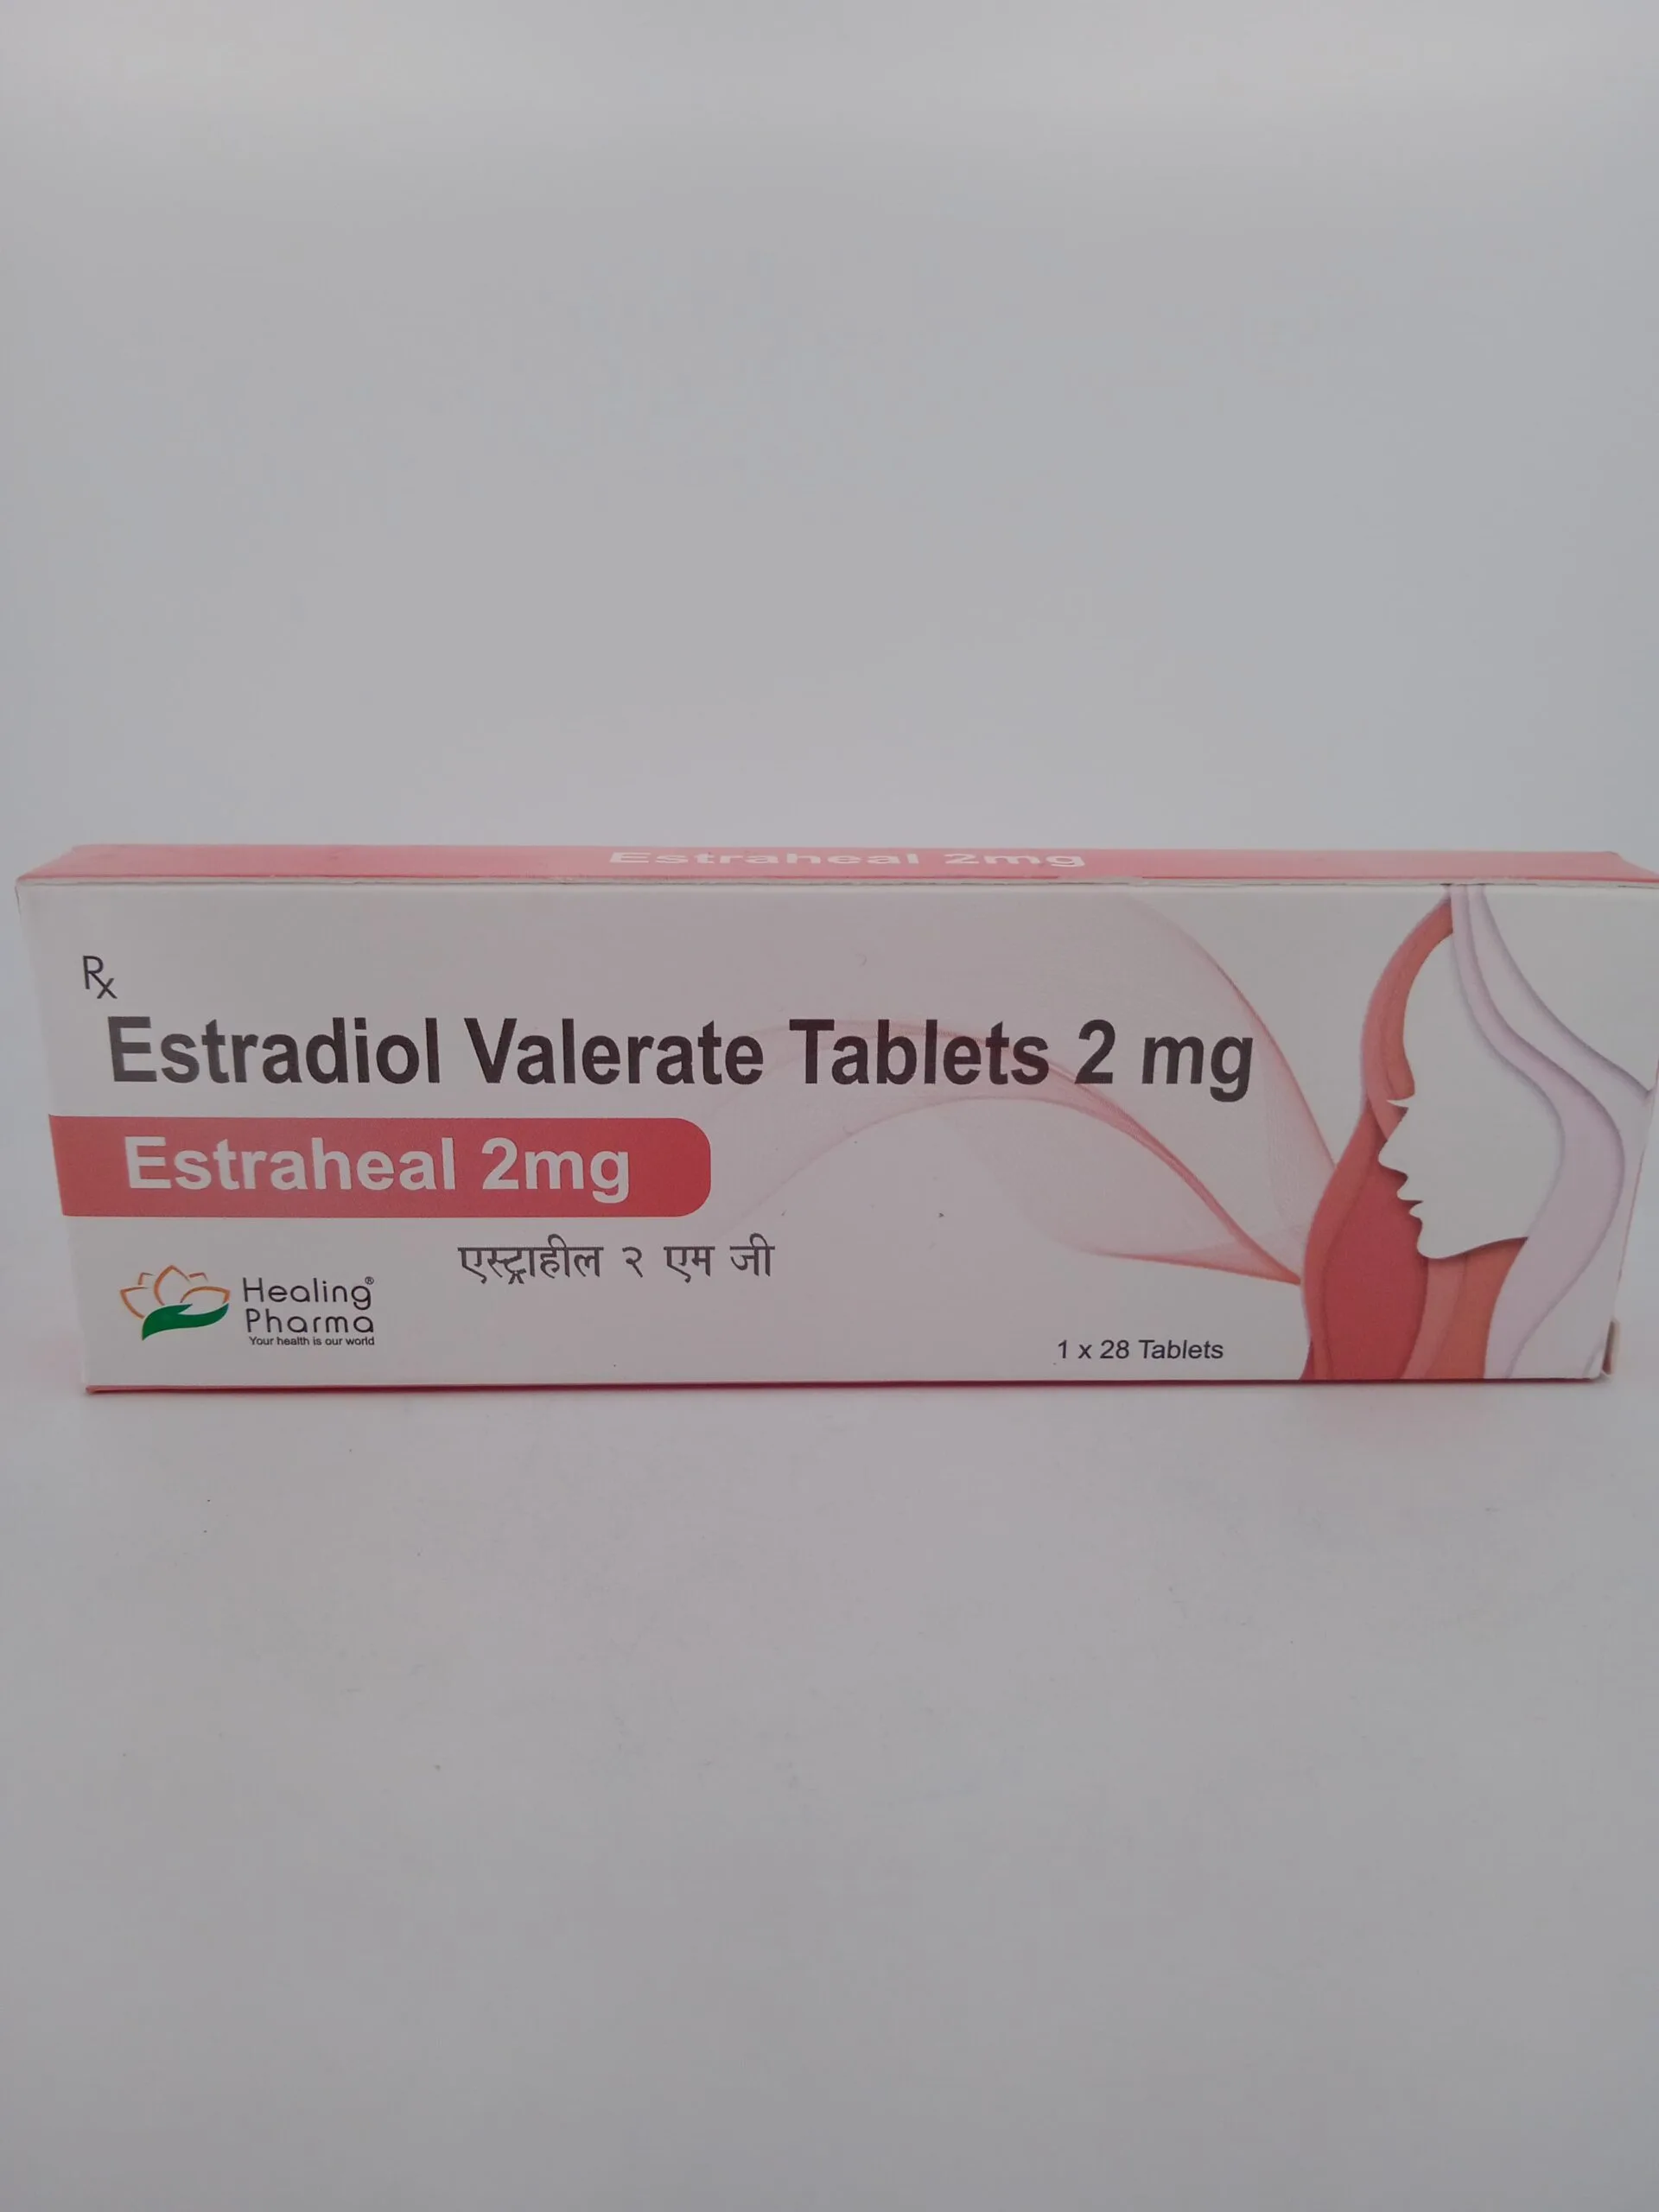 Estraheal 2mg
Rx
Estradiol Valerate Tablets 2 mg
Estraheal 2mg
एस्ट्राहील २ एम जी
Healing®
Pharma
Your health is our world
1 x 28 Tablets